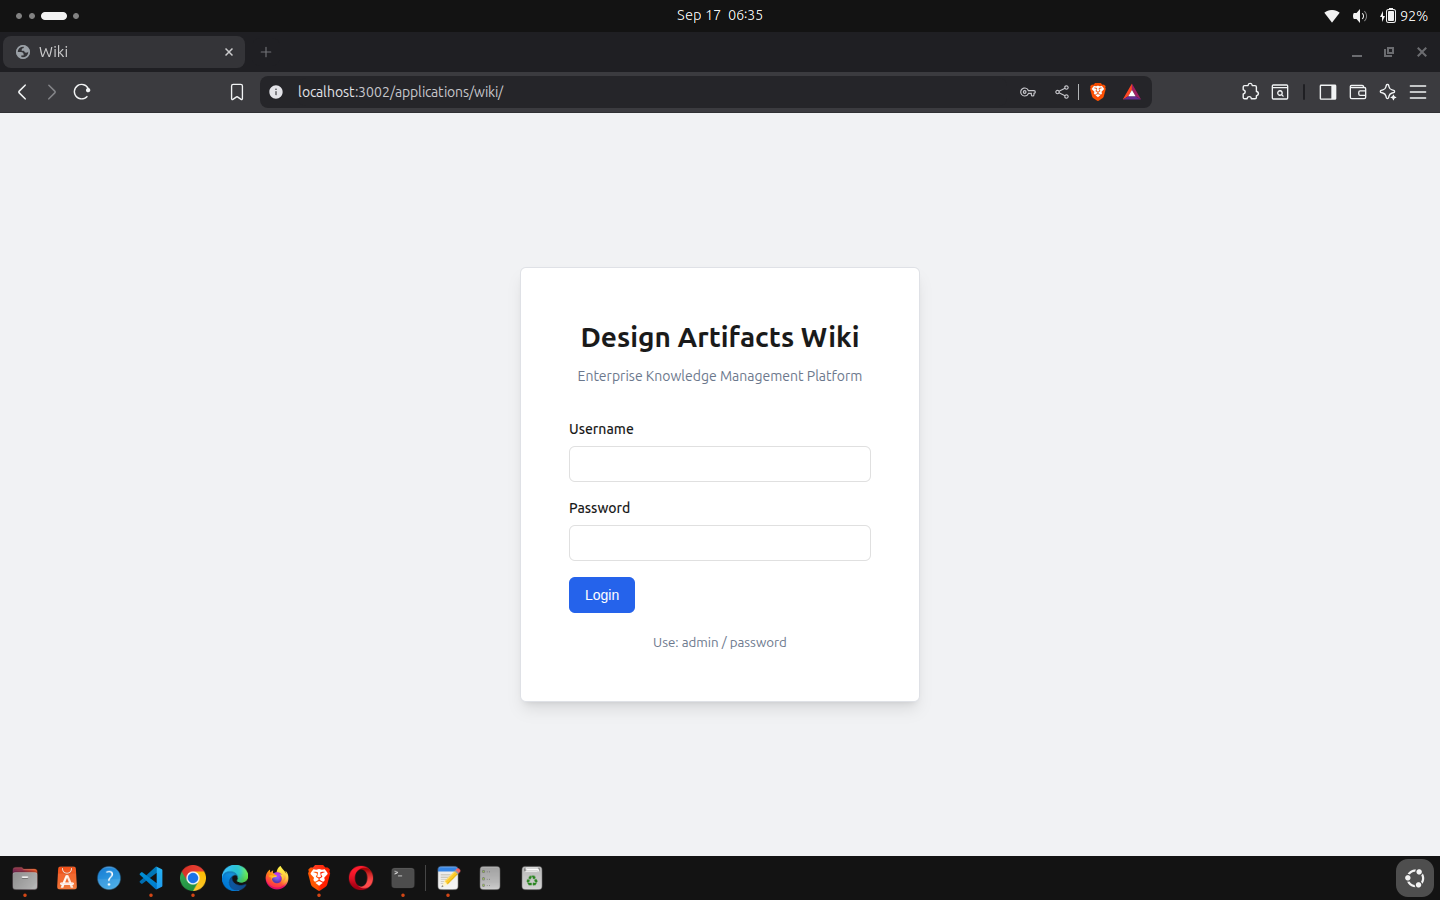 Sep 17 06:35
92%
Wiki
localhost:3002/applications/wiki/
Design Artifacts Wiki
Enterprise Knowledge Management Platform
Username
Password
Login
Use: admin / password